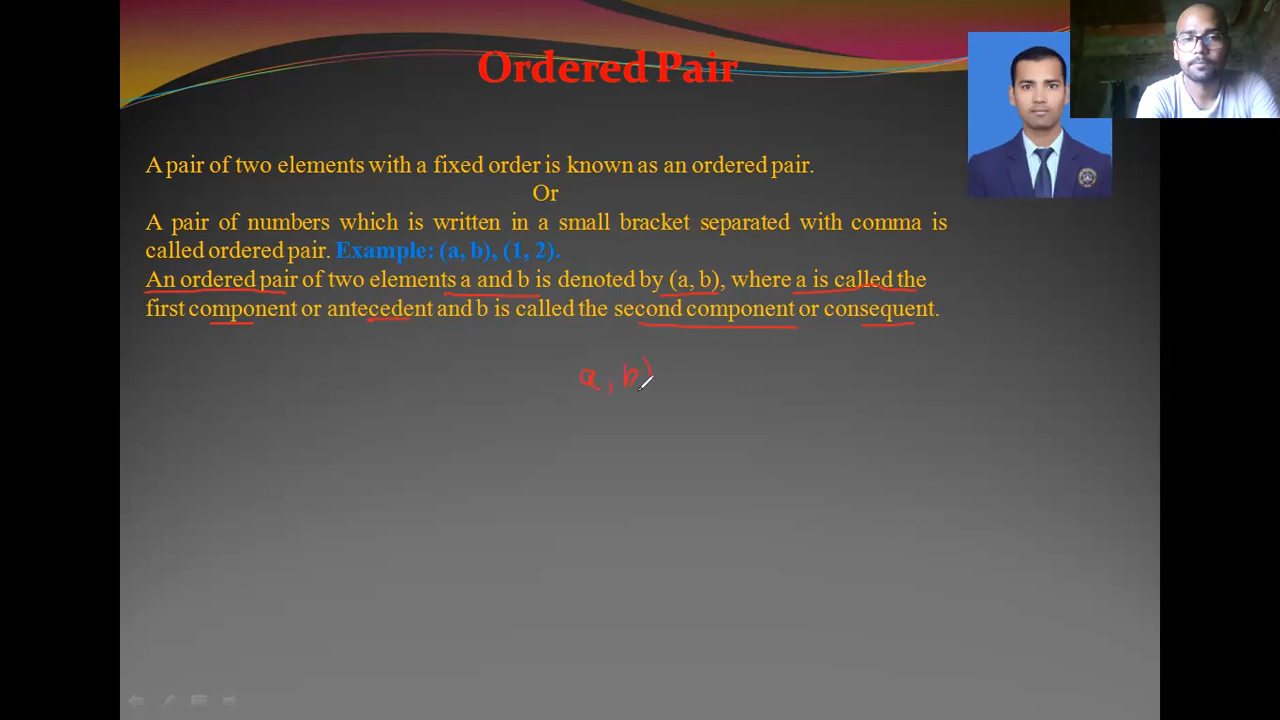 Ordered Pair
A pair of two elements with a fixed order is known as an ordered pair.
Or
A pair of numbers which is written in a small bracket separated with comma is
called ordered pair. Example: (a, b), (1, 2).
An ordered pair of two elements a and b is denoted by (a, b), where a is called the
first component or antecedent and b is called the second component or consequent.
a, b)